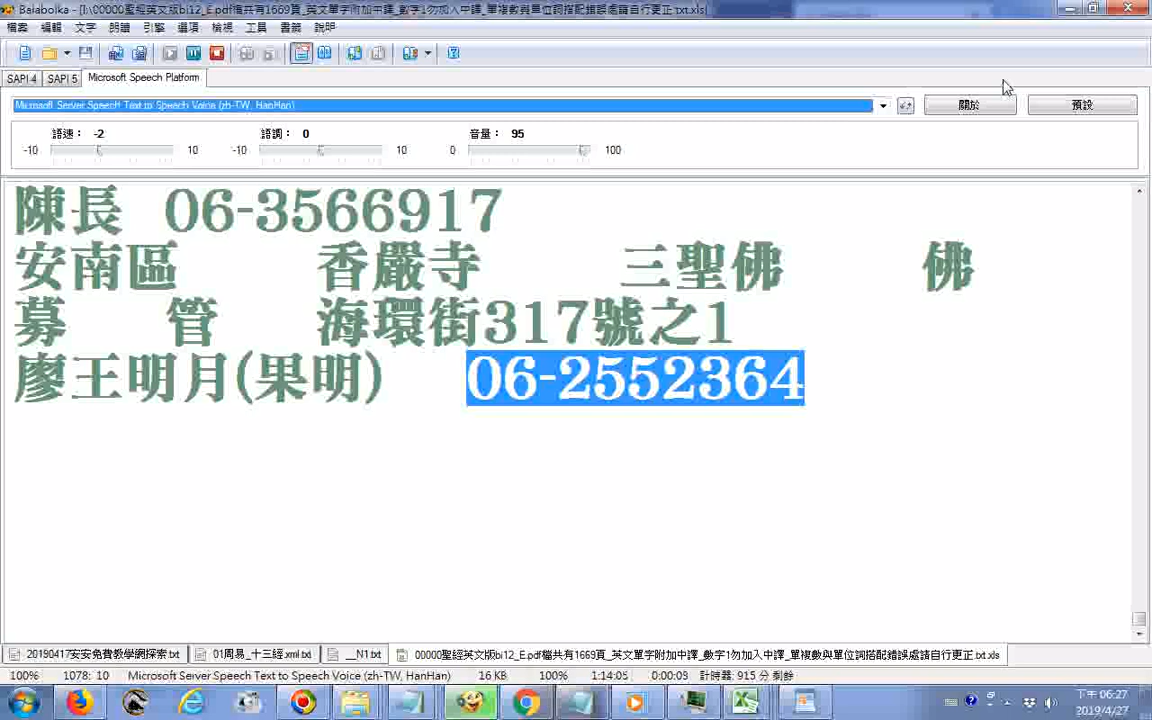 Balabolka - [I:\00000聖經英文版bi12_E.pdf檔共有1669頁_英文單字附加中譯_數字1勿加入中譯_單複數與單位詞搭配錯誤處請自行更正.txt.xls]
檔案 編輯 文字 朗讀 引擎 選項 檢視 工具 書籤 說明
SAPI 4 SAPI 5 Microsoft Speech Platform
Microsoft Server Speech Text to Speech Voice (zh-TW, HanHan)
關於 預設
語速： -2 語調： 0 音量： 95
-10 10 -10 10 0 100
陳長 06-3566917
安南區 香嚴寺 三聖佛 佛
募 管 海環街317號之1
廖王明月(果明) 06-2552364
20190417安安免費教學網探索.txt 01周易_十三經.xml.txt __N1.txt 00000聖經英文版bi12_E.pdf檔共有1669頁_英文單字附加中譯_數字1勿加入中譯_單複數與單位詞搭配錯誤處請自行更正.txt.xls
100% 1078: 10 Microsoft Server Speech Text to Speech Voice (zh-TW, HanHan) 16 KB 100% 1:14:05 0:00:03 計時器: 915 分 剩餘
下午 06:27
2019/4/27